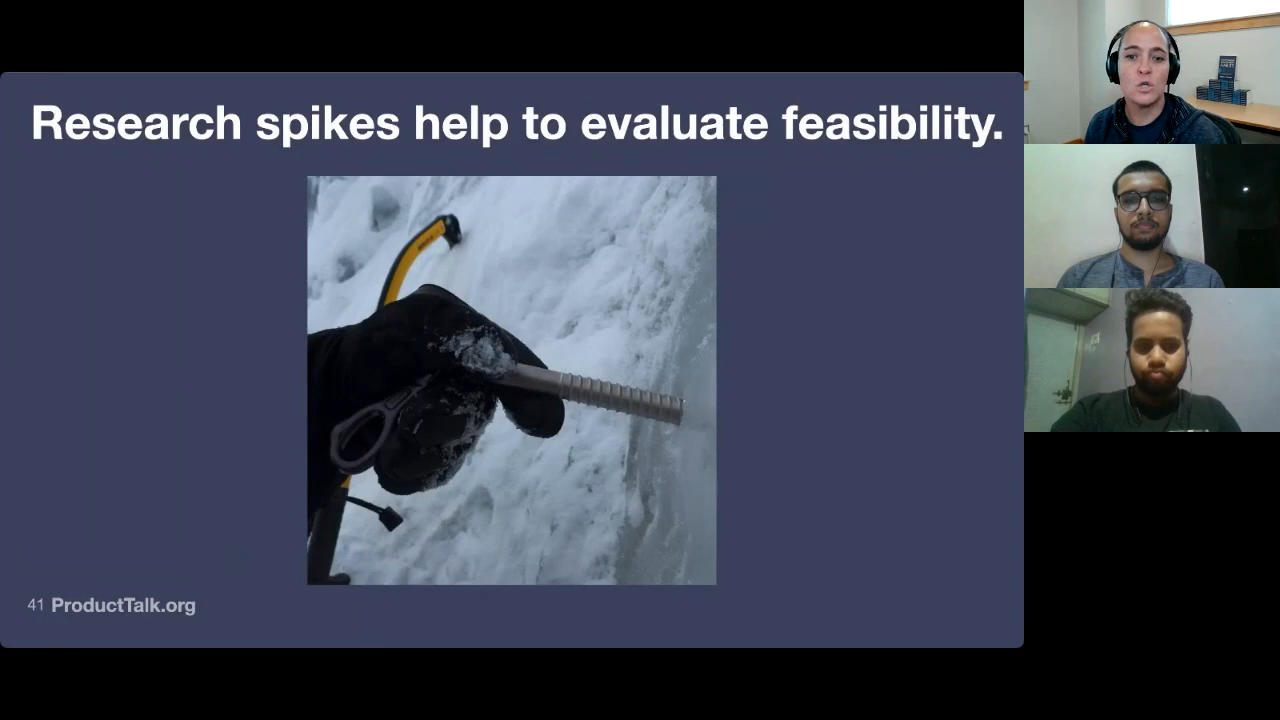 Research spikes help to evaluate feasibility.
41 ProductTalk.org